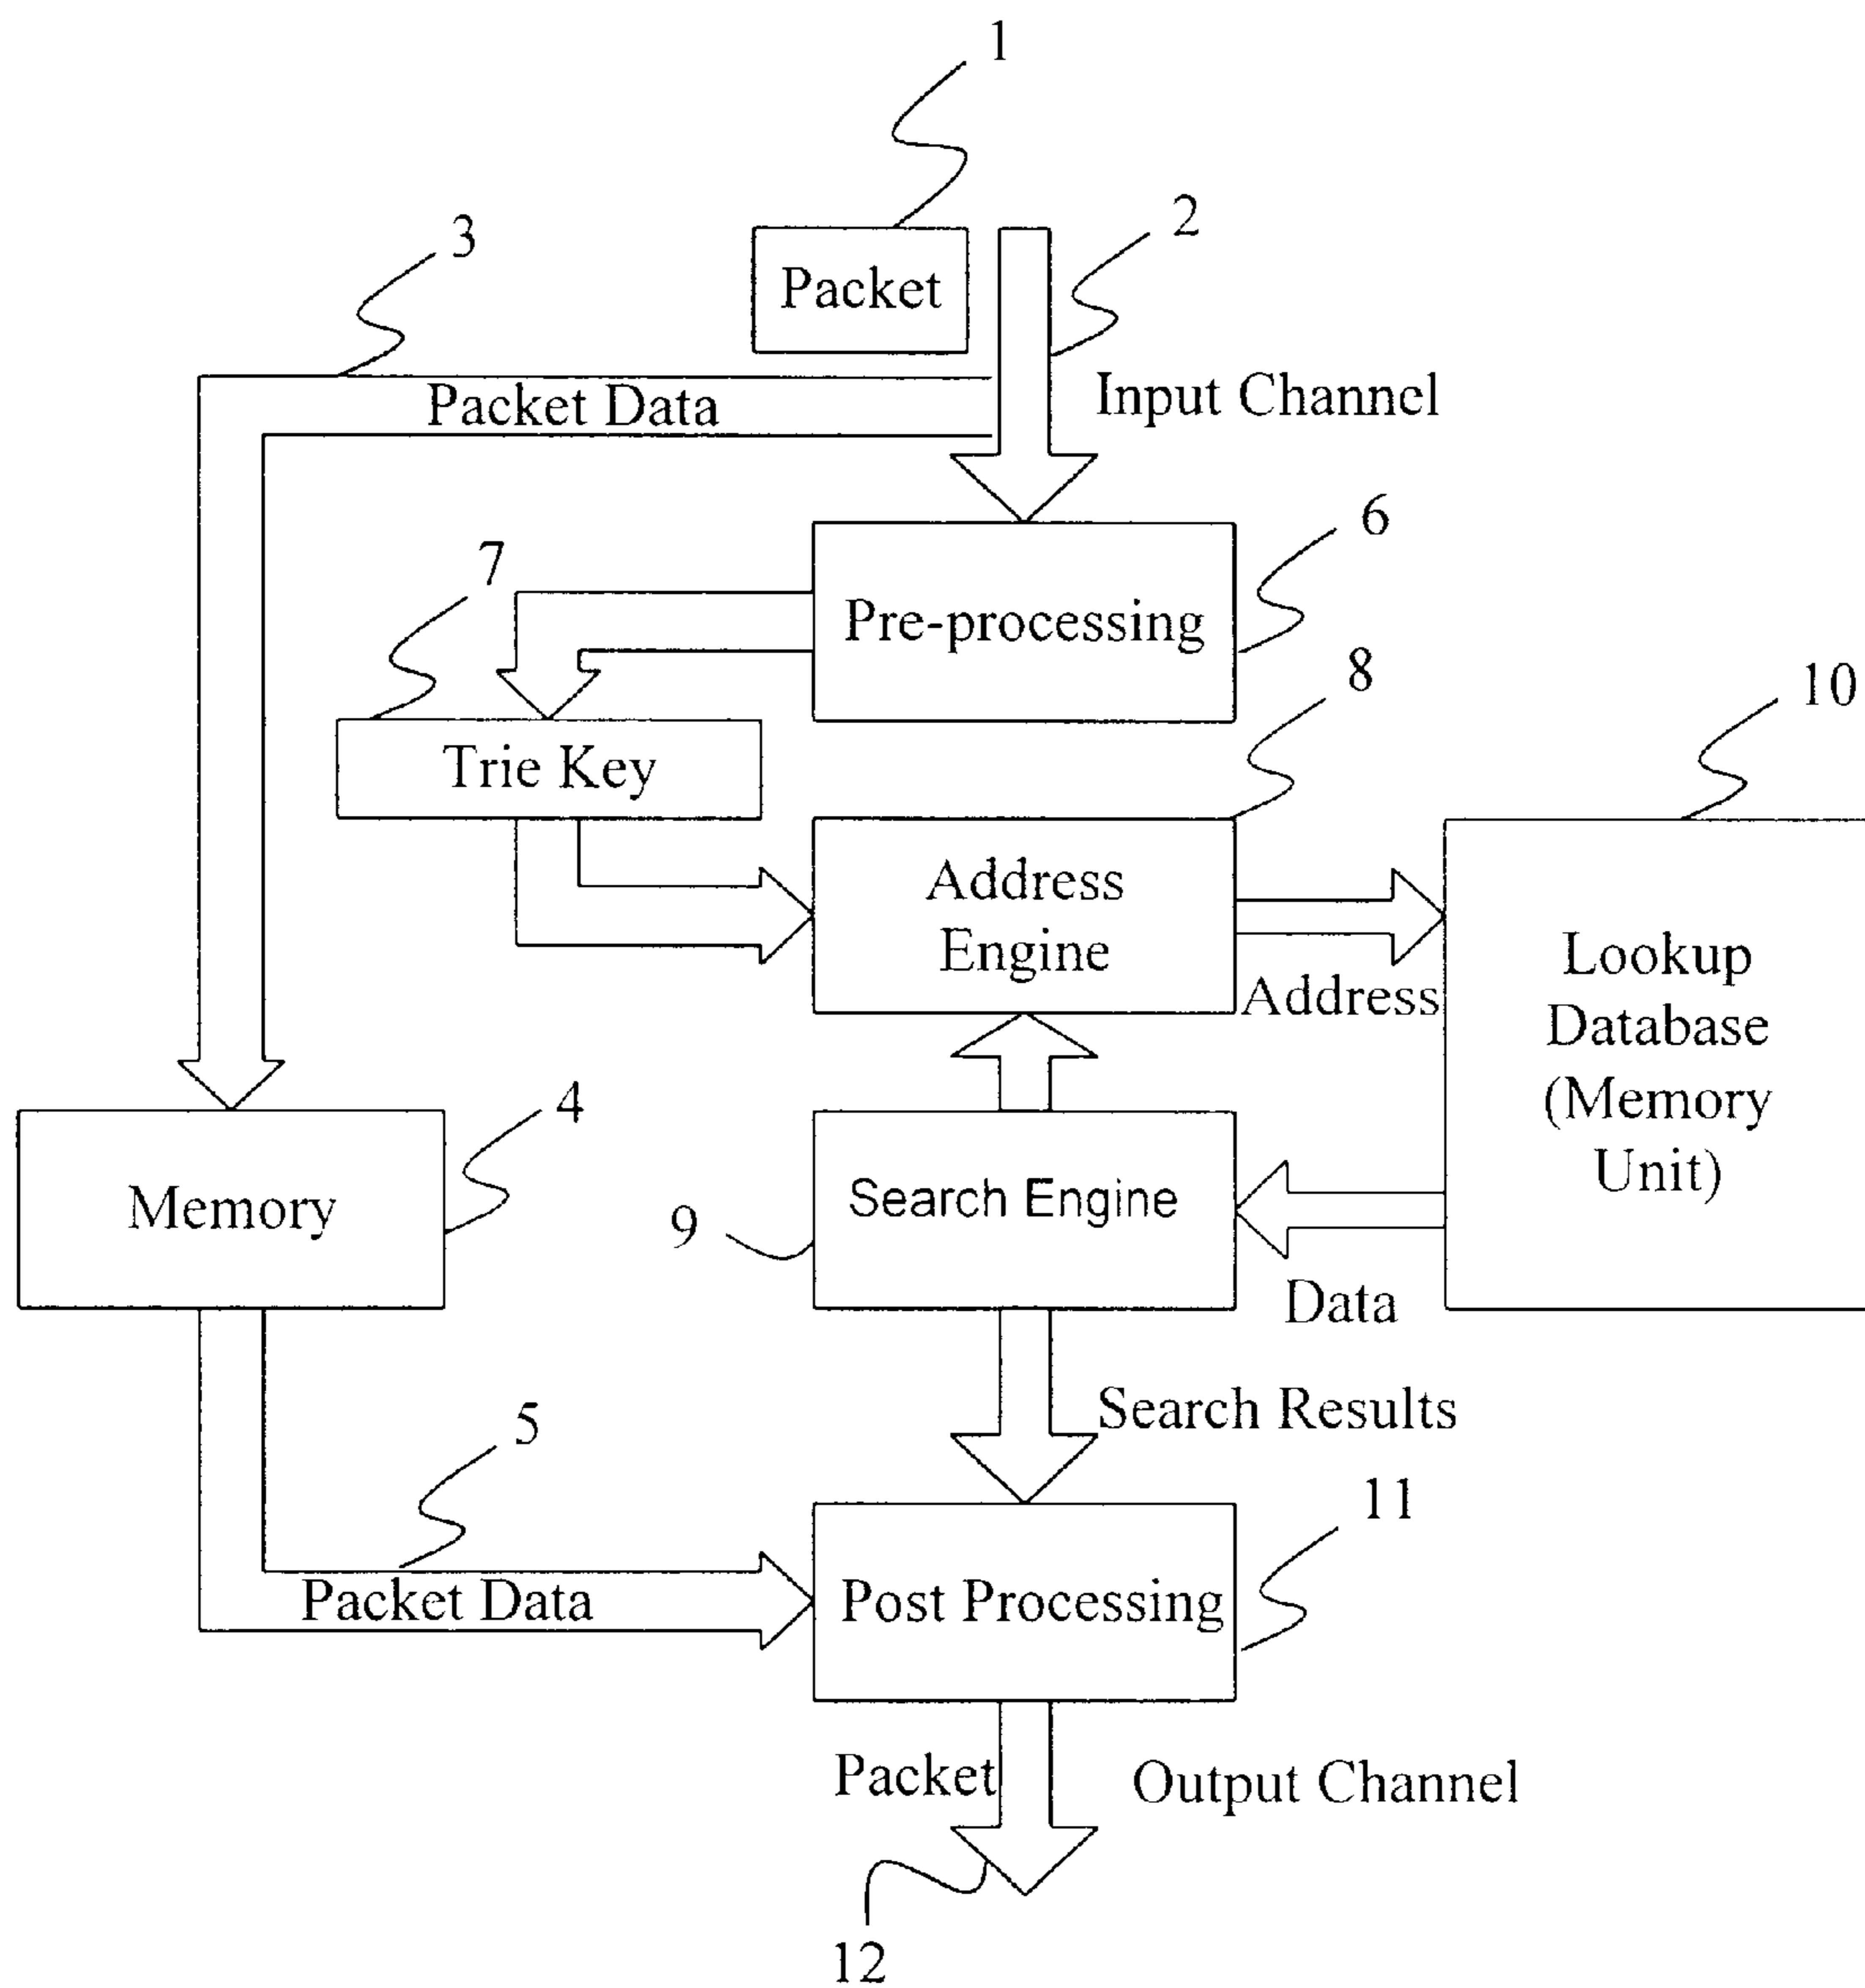 1
3
2
Packet
Packet Data
Input Channel
6
7
Pre-processing
8
10
Trie Key
Address
Engine
Address
Lookup
Database
(Memory
Unit)
4
Memory
9
Search Engine
Data
Search Results
5
11
Packet Data
Post Processing
Packet
Output Channel
12